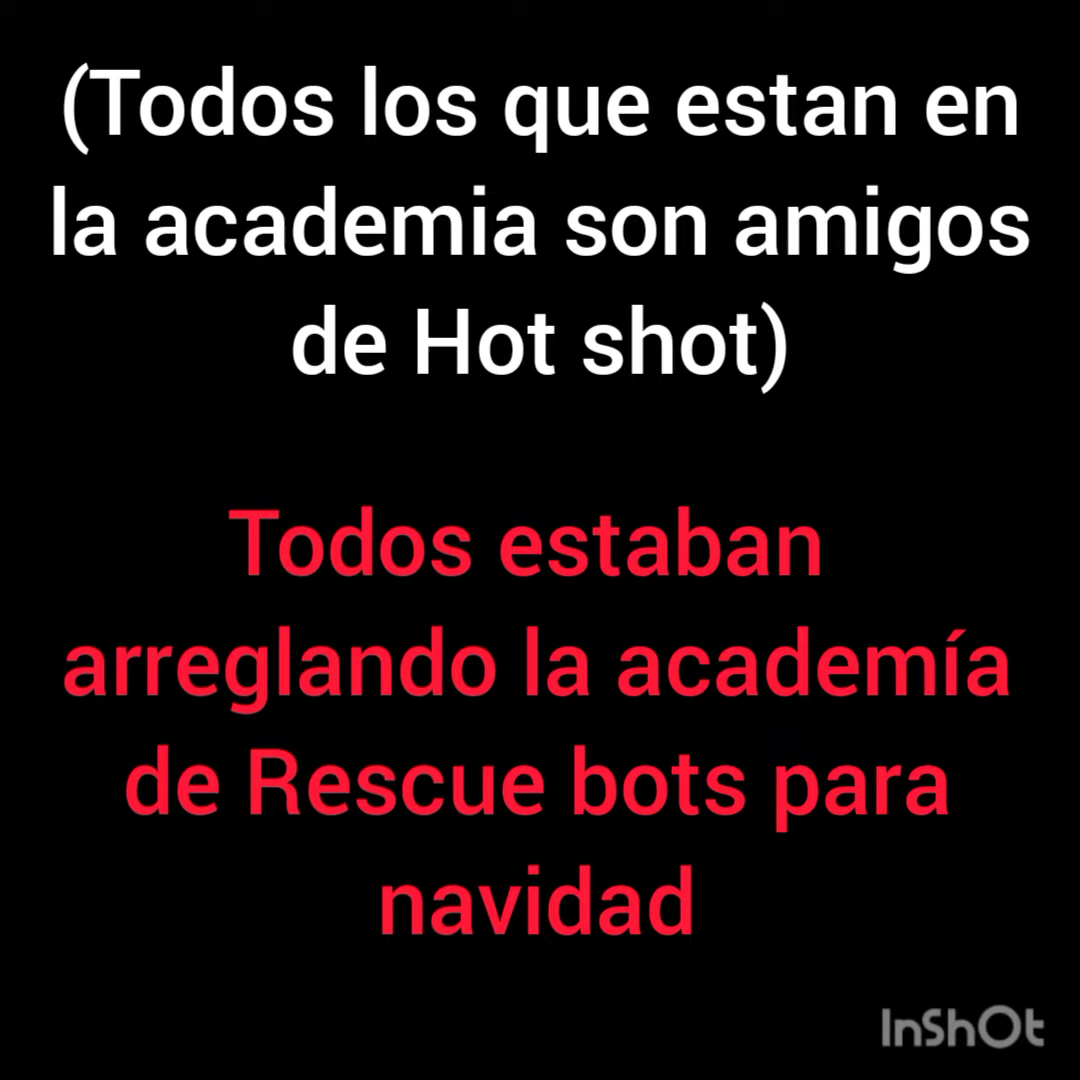 (Todos los que estan en
la academia son amigos
de Hot shot)
Todos estaban
arreglando la academía
de Rescue bots para
navidad
InShOt